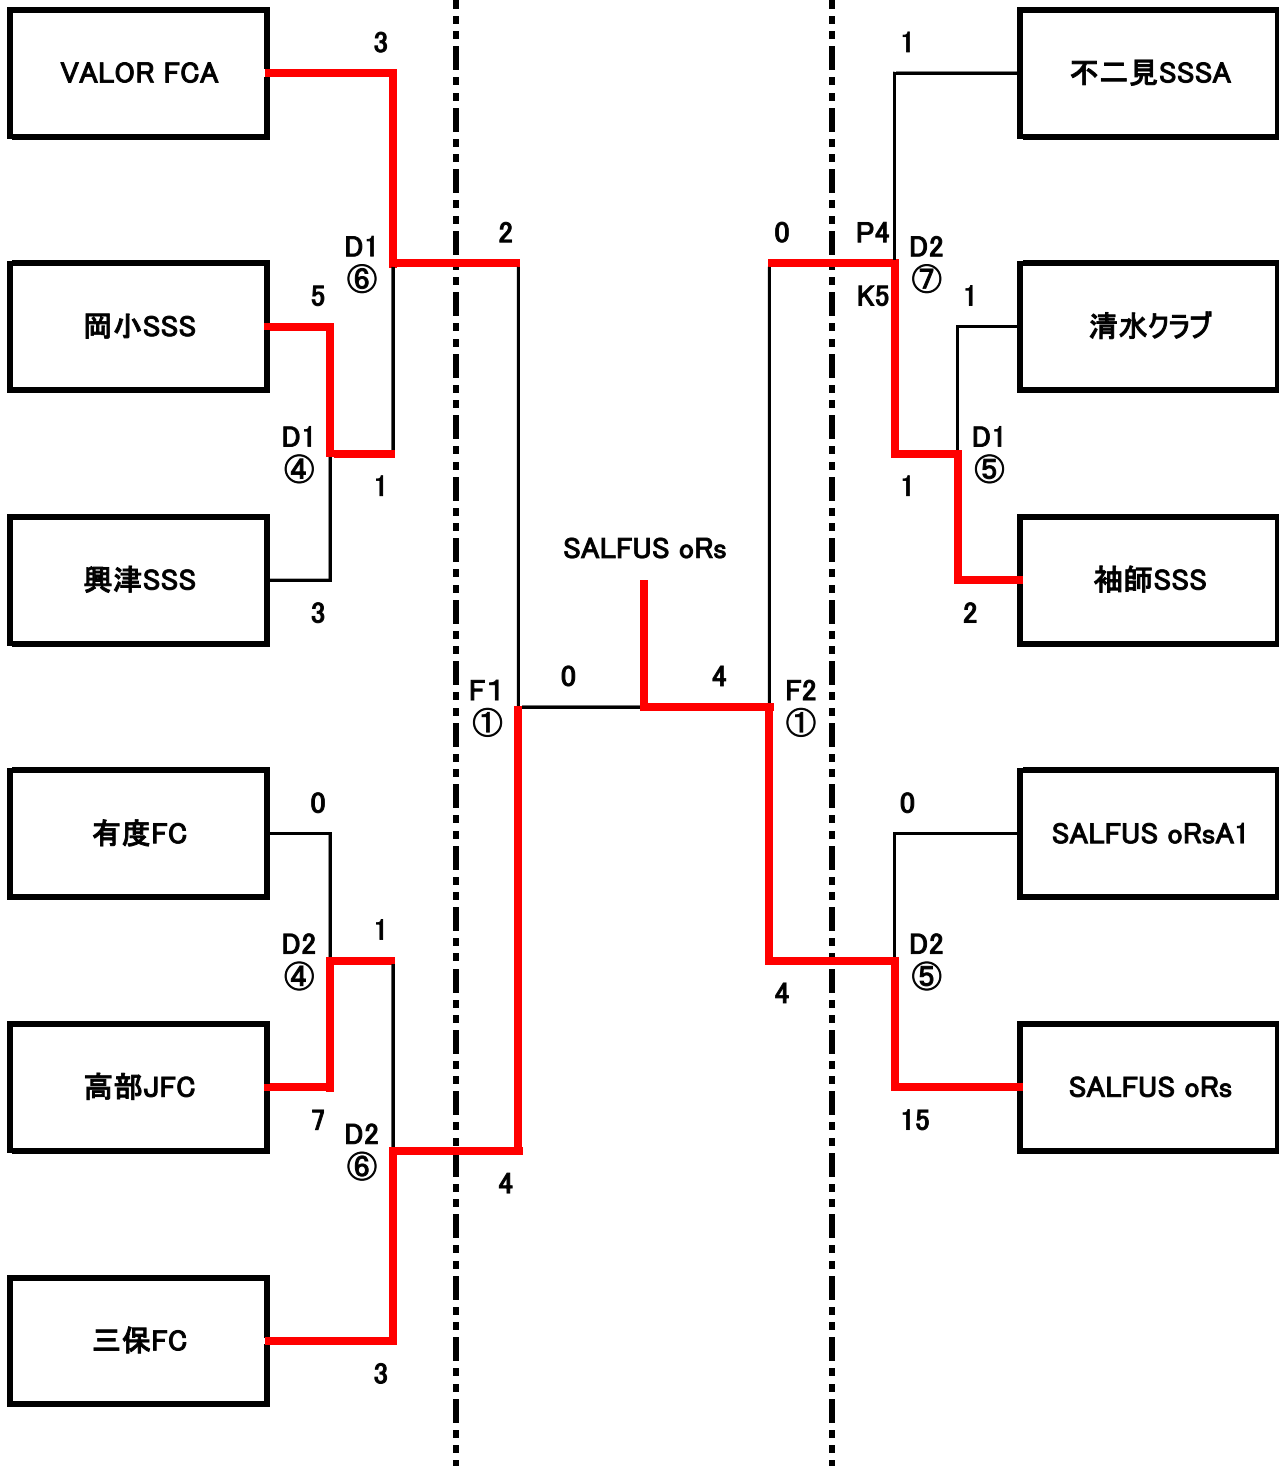 3
1
VALOR FCA
不二見SSSA
2
0
P4
D1
D2
⑥
⑦
5
K5
1
岡小SSS
清水クラブ
D1
D1
④
⑤
1
1
SALFUS oRs
興津SSS
袖師SSS
3
2
0
4
F1
F2
①
①
0
0
有度FC
SALFUS oRsA1
1
D2
D2
④
⑤
4
高部JFC
SALFUS oRs
7
15
D2
⑥
4
三保FC
3